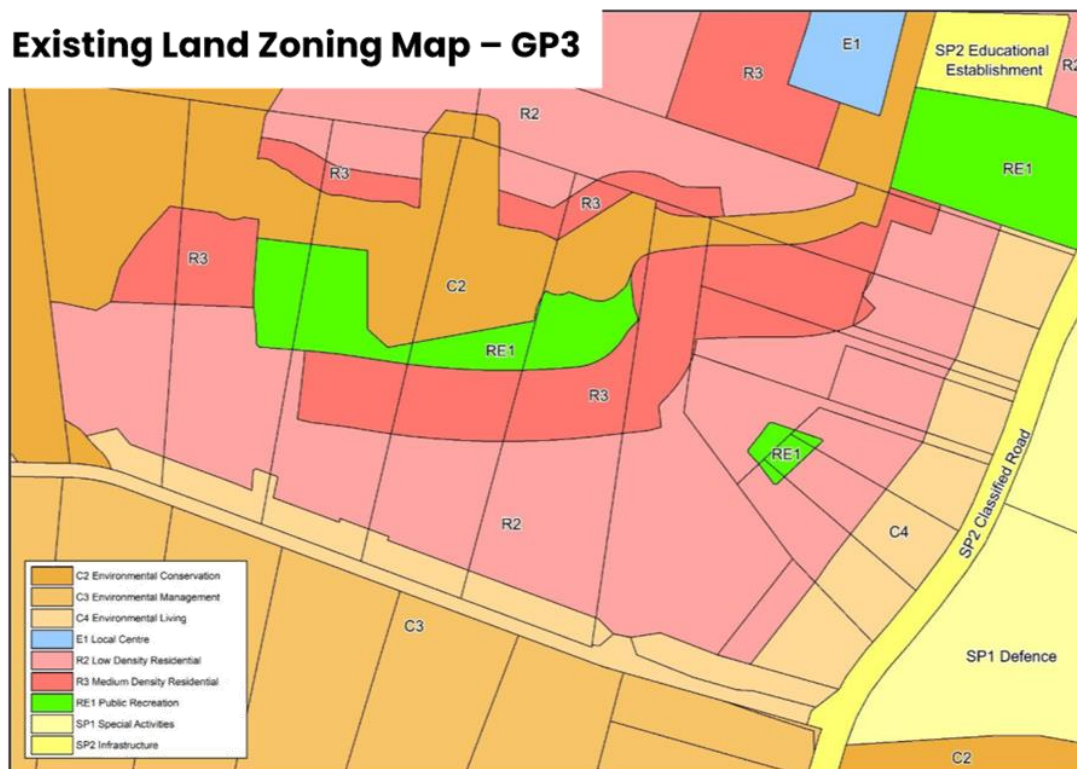 Existing Land Zoning Map – GP3
E1
SP2 Educational
Establishment
R3
R2
R2
RE1
R3
R3
R3
C2
RE1
R3
RE1
R2
C4
SP2 Classified Road
C3
SP1 Defence
C2
C2 Environmental Conservation
C3 Environmental Management
C4 Environmental Living
E1 Local Centre
R2 Low Density Residential
R3 Medium Density Residential
RE1 Public Recreation
SP1 Special Activities
SP2 Infrastructure